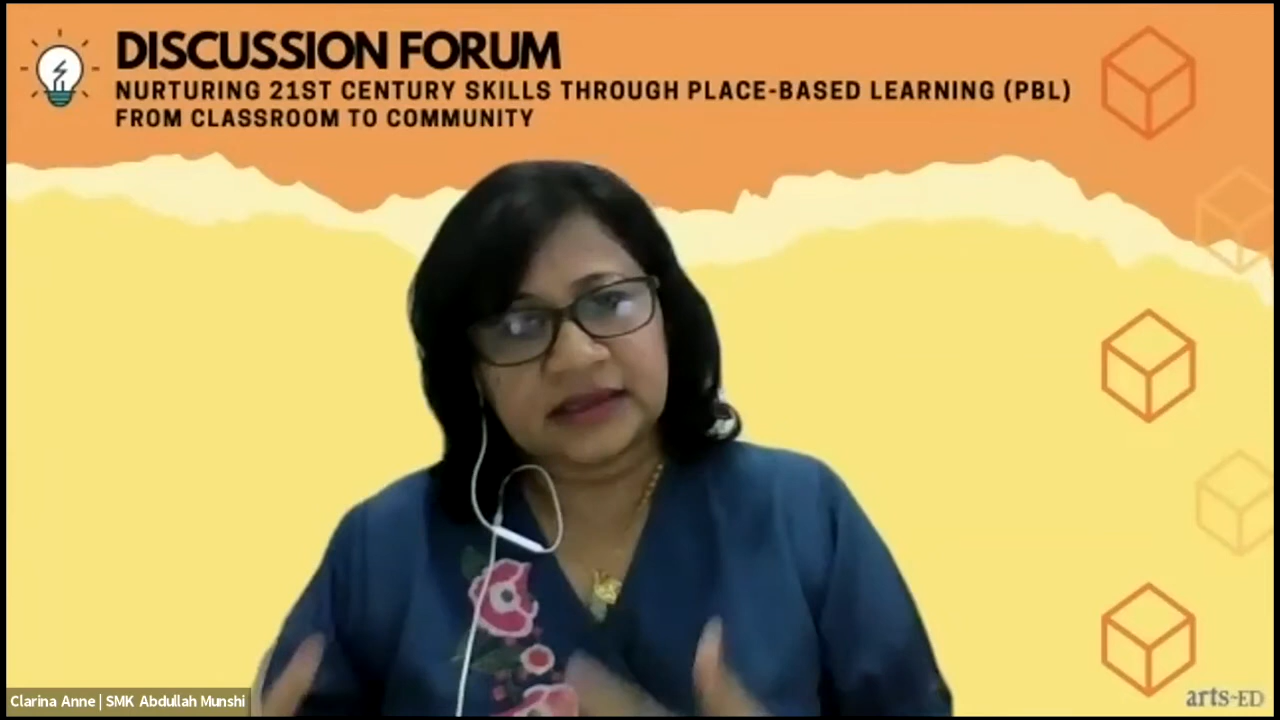 DISCUSSION FORUM
NURTURING 21ST CENTURY SKILLS THROUGH PLACE-BASED LEARNING (PBL)
FROM CLASSROOM TO COMMUNITY
Clarina Anne | SMK Abdullah Munshi
arts-ED